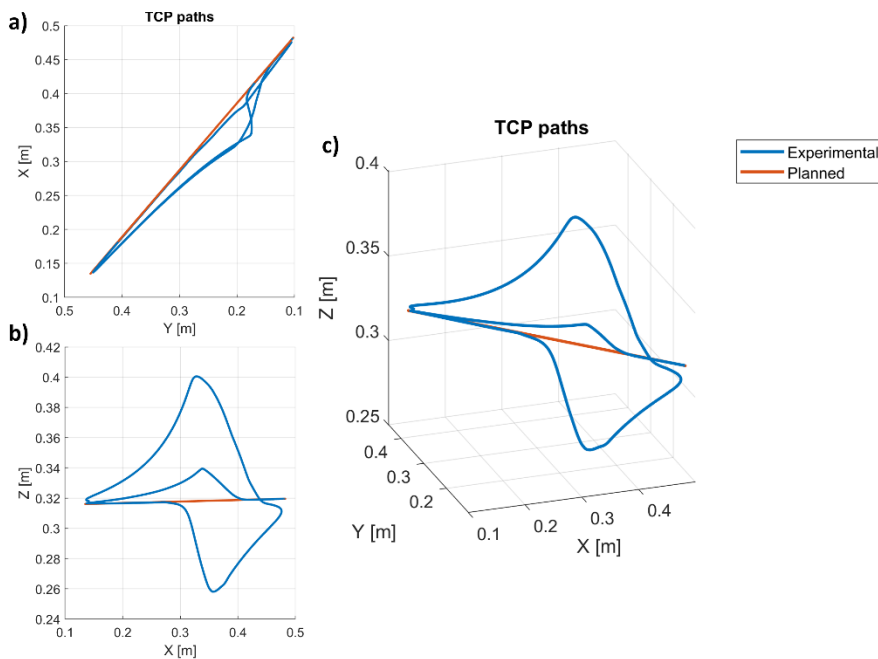 a)
TCP paths
0.5
0.45
0.4
0.35
0.3
0.25
0.2
0.15
0.1
X [m]
0.5 0.4 0.3 0.2 0.1
Y [m]
b)
0.42
0.4
0.38
0.36
0.34
0.32
0.3
0.28
0.26
0.24
Z [m]
0.1 0.2 0.3 0.4 0.5
X [m]
c)
TCP paths
0.4
0.35
0.3
0.25
Z [m]
0.4
0.3
0.2
Y [m]
0.1 0.2 0.3 0.4
X [m]
Experimental
Planned